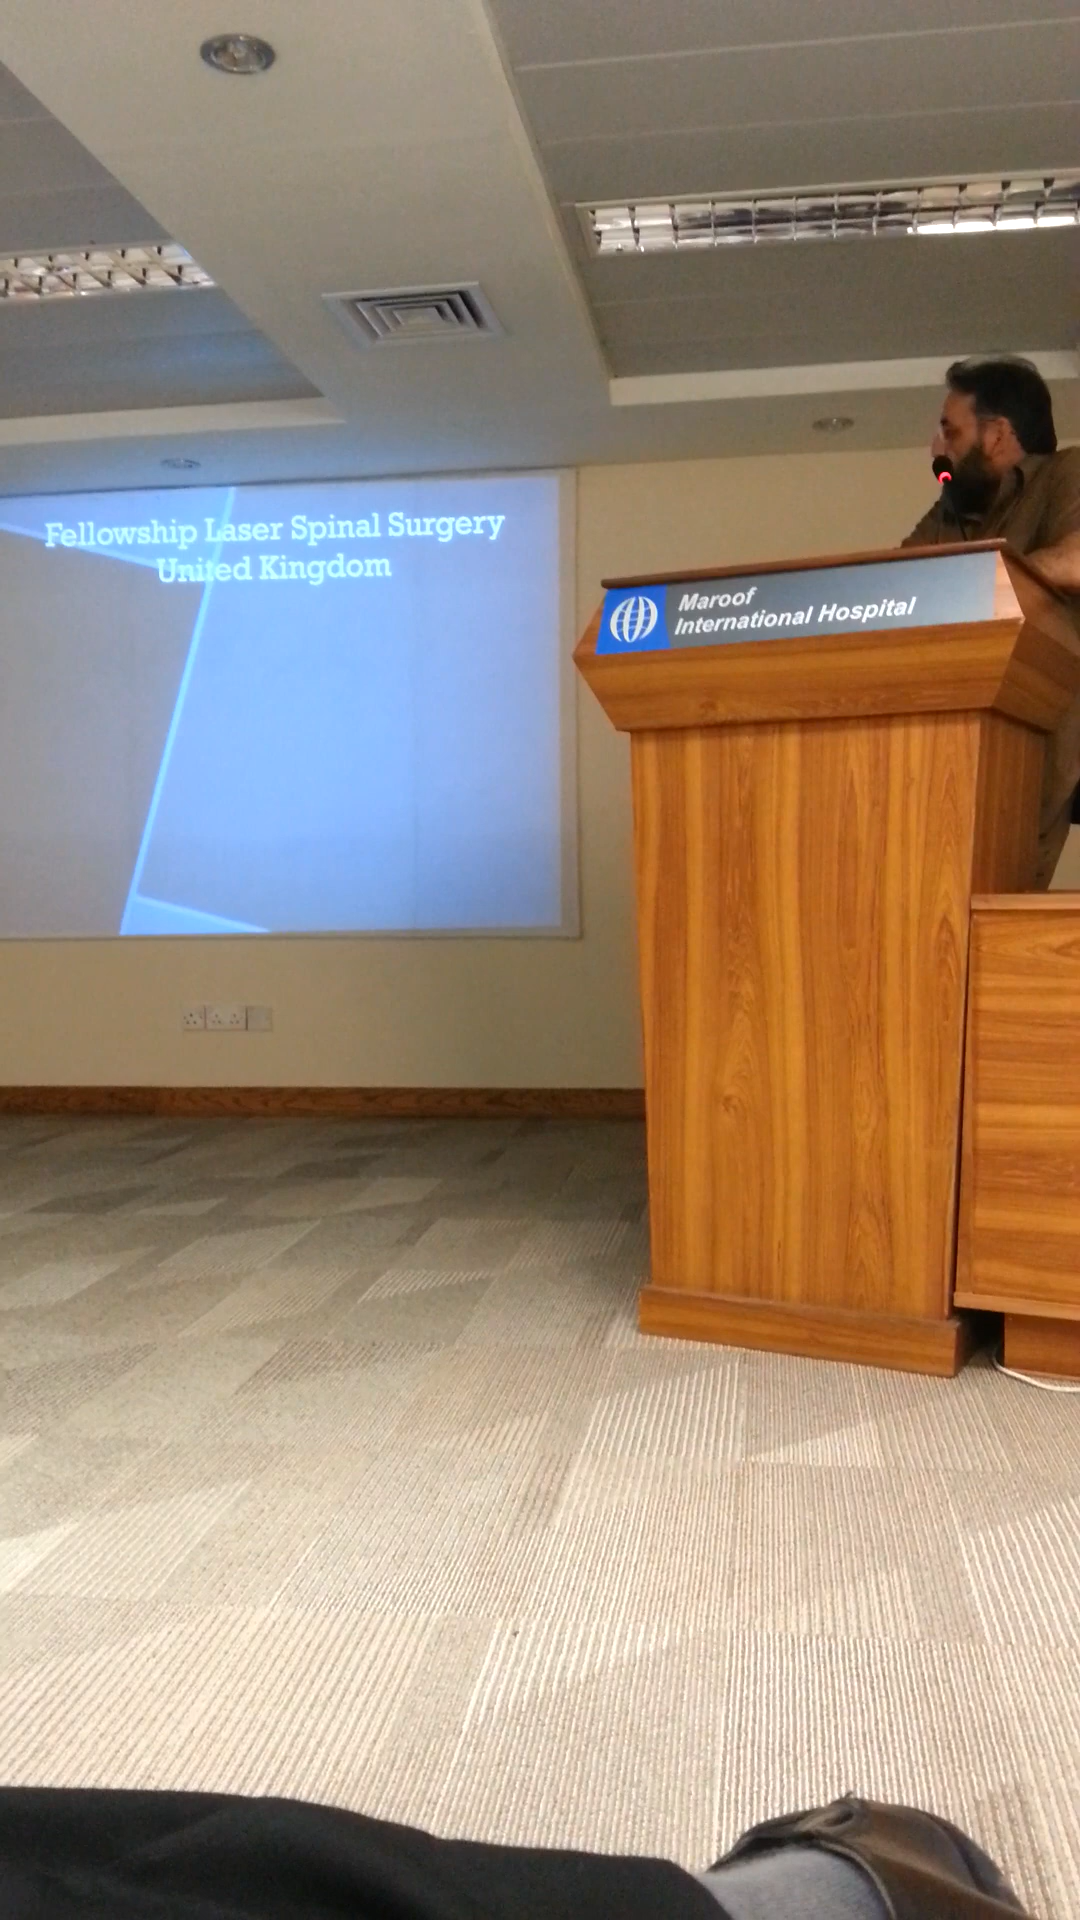 Fellowship Laser Spinal Surgery
United Kingdom
Maroof
International Hospital